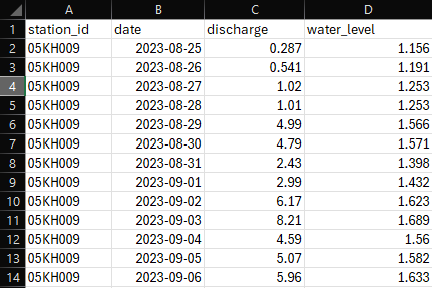 A B C D
1 station_id date discharge water_level
2 05KH009 2023-08-25 0.287 1.156
3 05KH009 2023-08-26 0.541 1.191
4 05KH009 2023-08-27 1.02 1.253
5 05KH009 2023-08-28 1.01 1.253
6 05KH009 2023-08-29 4.99 1.566
7 05KH009 2023-08-30 4.79 1.571
8 05KH009 2023-08-31 2.43 1.398
9 05KH009 2023-09-01 2.99 1.432
10 05KH009 2023-09-02 6.17 1.623
11 05KH009 2023-09-03 8.21 1.689
12 05KH009 2023-09-04 4.59 1.56
13 05KH009 2023-09-05 5.07 1.582
14 05KH009 2023-09-06 5.96 1.633